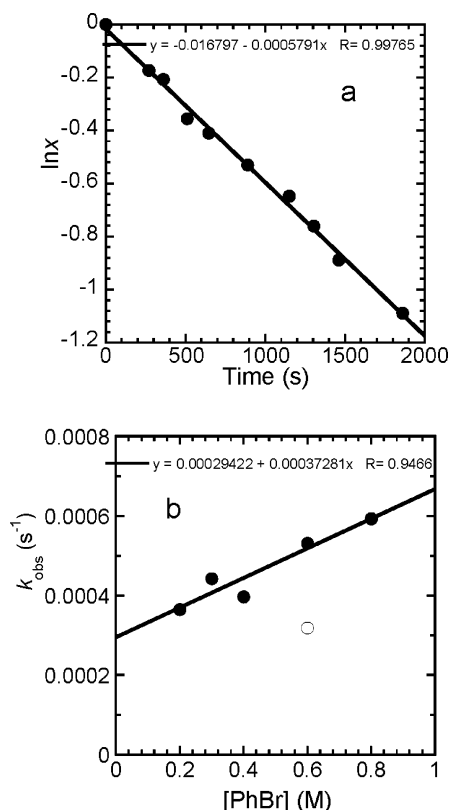 0
y = -0.016797 - 0.0005791x R= 0.99765
a
-0.2
-0.4
lnx
-0.6
-0.8
-1
-1.2
0 500 1000 1500 2000
Time (s)
0.0008
y = 0.00029422 + 0.00037281x R= 0.9466
b
0.0006
kobs (s-1)
0.0004
0.0002
0
0 0.2 0.4 0.6 0.8 1
[PhBr] (M)